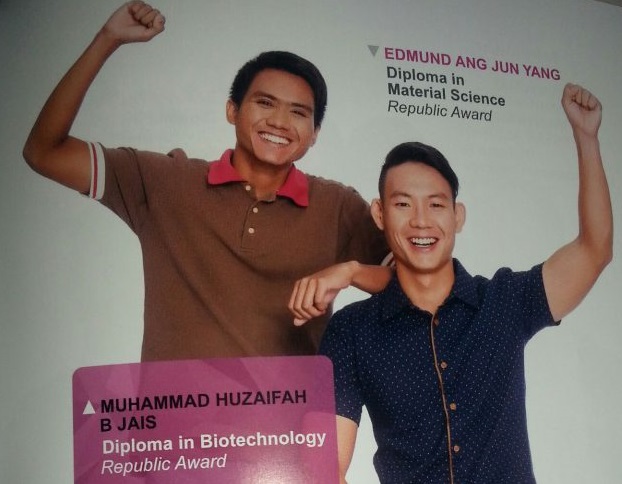 ▼ EDMUND ANG JUN YANG
Diploma in
Material Science
Republic Award
▲ MUHAMMAD HUZAIFAH
B JAIS
Diploma in Biotechnology
Republic Award